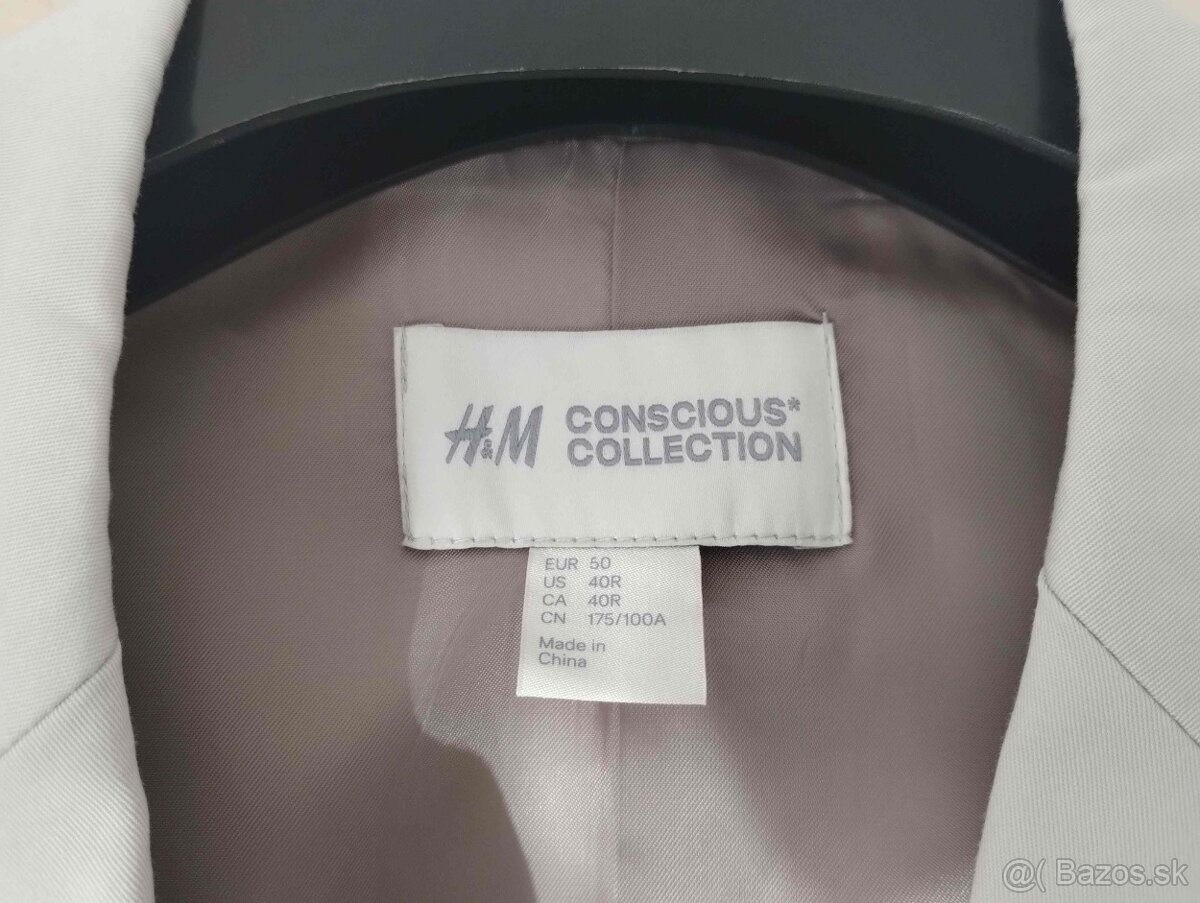 H&M CONSCIOUS*
COLLECTION
EUR 50
US 40R
CA 40R
CN 175/100A
Made in
China
@( Bazos.sk